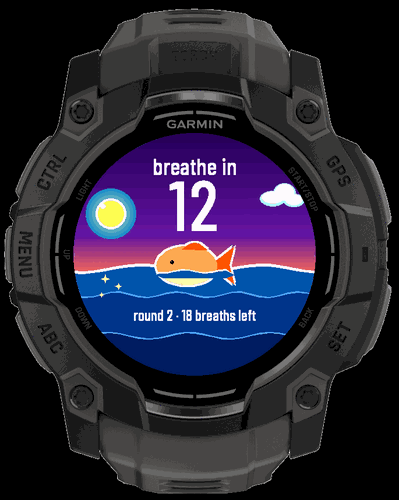 GARMIN
CTRL
LIGHT
GPS
START/STOP
breathe in
12
MENU
UP
round 2 · 18 breaths left
ABC
DOWN
BACK
SET